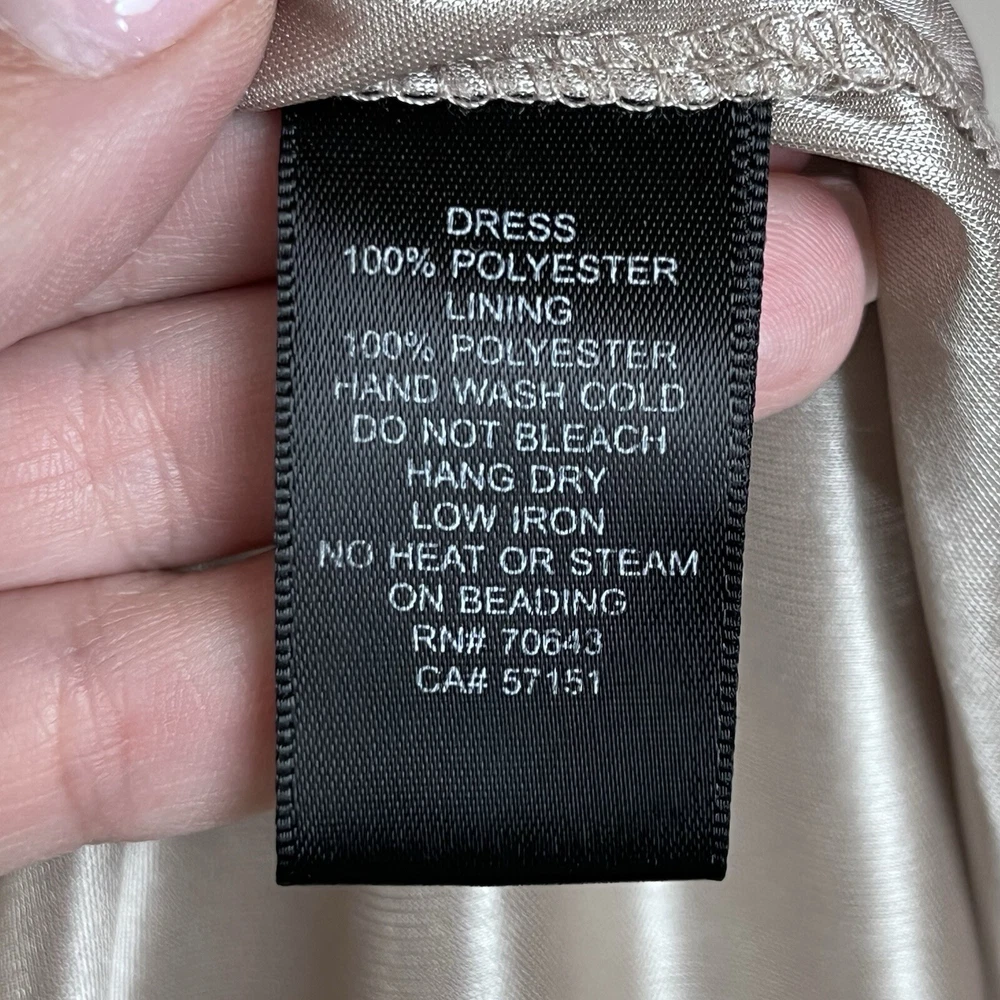 DRESS
100% POLYESTER
LINING
100% POLYESTER
HAND WASH COLD
DO NOT BLEACH
HANG DRY
LOW IRON
NO HEAT OR STEAM
ON BEADING
RN# 70643
CA# 57151